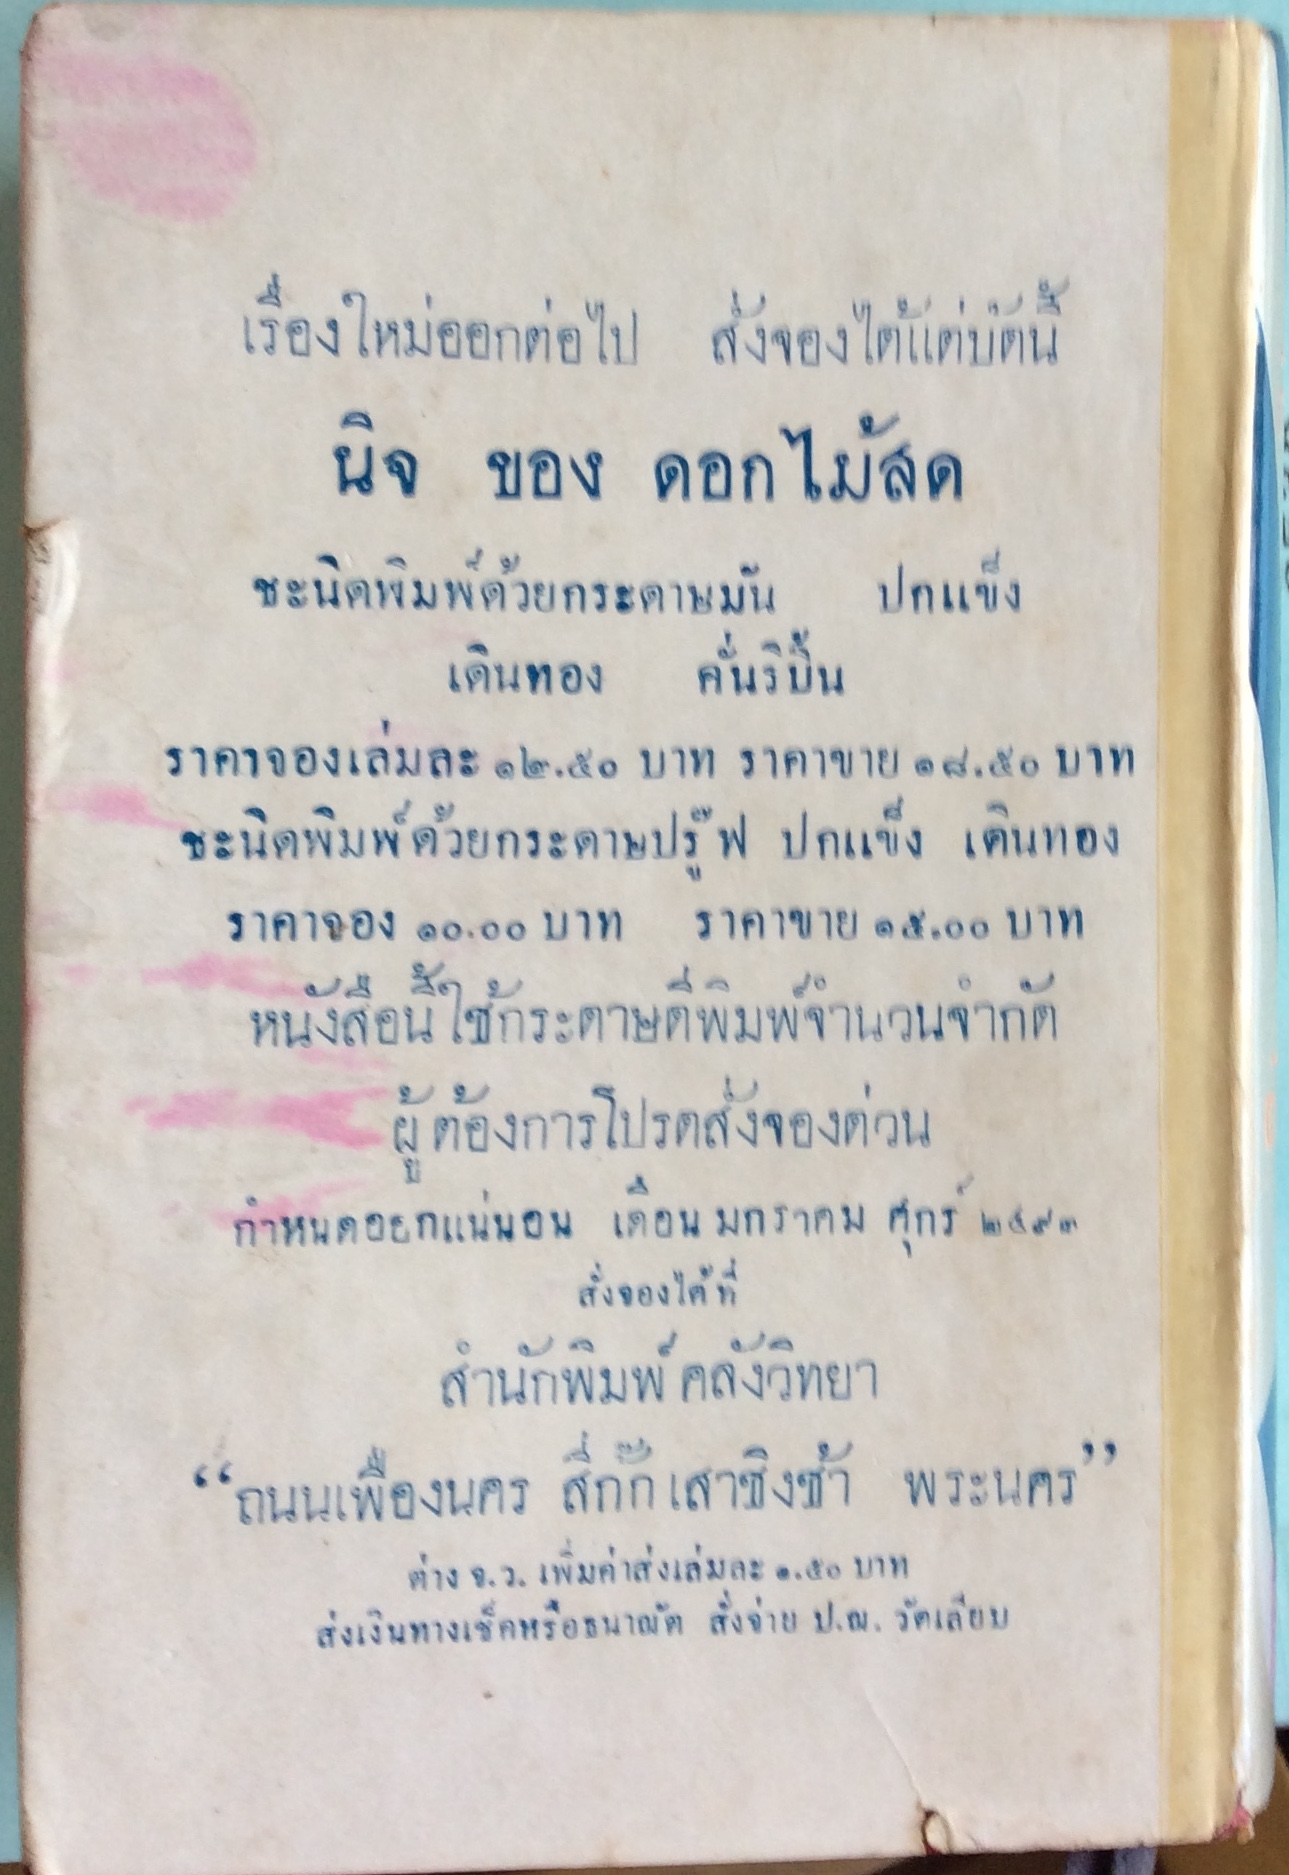 เรื่องใหม่ออกต่อไป สั่งจองได้แต่บัดนี้
นิจ ของ ดอกไม้สด
ชะนิดพิมพ์ด้วยกระดาษมัน ปกแข็ง
เดินทอง คั่นริบิ้น
ราคาจองเล่มละ ๑๒.๕๐ บาท ราคาขาย ๑๘.๕๐ บาท
ชะนิดพิมพ์ด้วยกระดาษปรู๊ฟ ปกแข็ง เดินทอง
ราคาจอง ๑๐.๐๐ บาท ราคาขาย ๑๕.๐๐ บาท
หนังสือนี้ใช้กระดาษดีพิมพ์จำนวนจำกัด
ผู้ต้องการโปรดสั่งจองด่วน
กำหนดออกแน่นอน เดือน มกราคม ศุกร์ ๒๔๙๓
สั่งจองได้ที่
สำนักพิมพ์ คลังวิทยา
“ถนนเฟื่องนคร สี่กั๊ก เสาชิงช้า พระนคร”
ต่าง จ.ว. เพิ่มค่าส่งเล่มละ ๑.๕๐ บาท
ส่งเงินทางเช็คหรือธนาณัติ สั่งจ่าย ป.ณ. วัดเลียบ